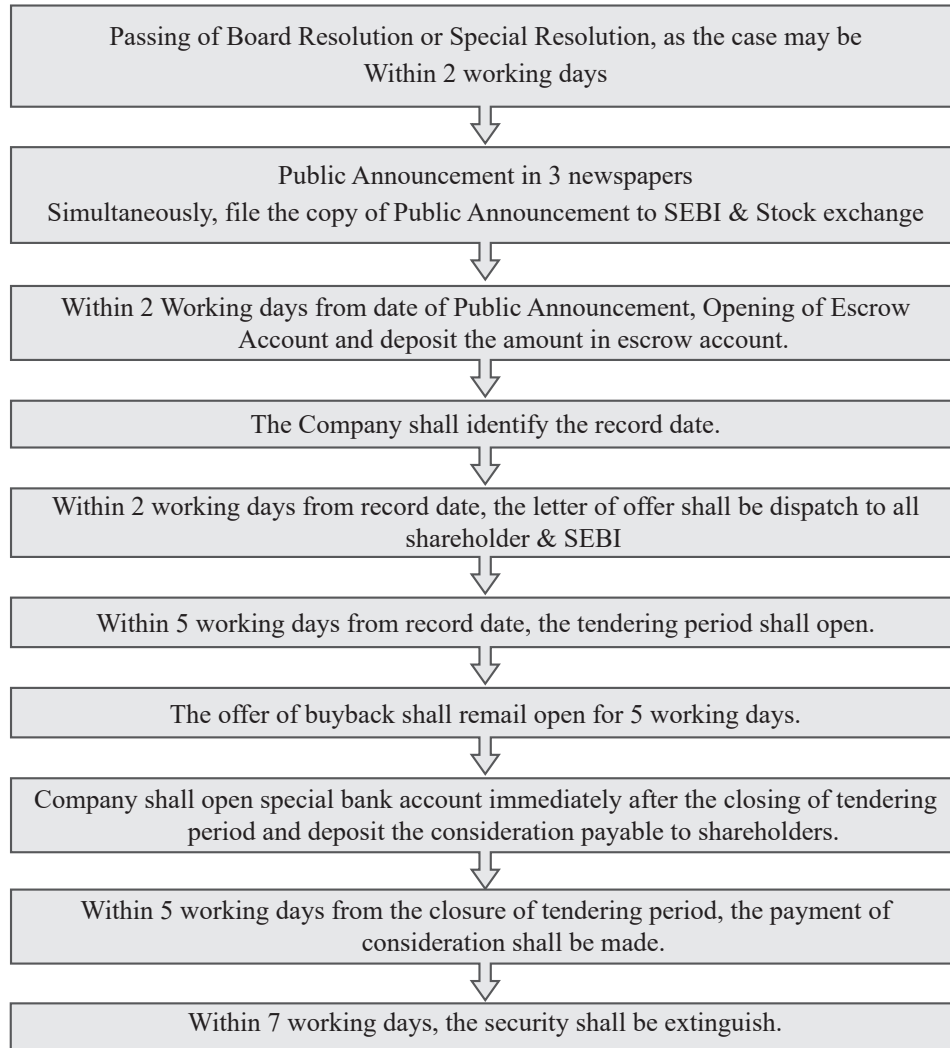 Passing of Board Resolution or Special Resolution, as the case may be
Within 2 working days
Public Announcement in 3 newspapers
Simultaneously, file the copy of Public Announcement to SEBI & Stock exchange
Within 2 Working days from date of Public Announcement, Opening of Escrow
Account and deposit the amount in escrow account.
The Company shall identify the record date.
Within 2 working days from record date, the letter of offer shall be dispatch to all
shareholder & SEBI
Within 5 working days from record date, the tendering period shall open.
The offer of buyback shall remail open for 5 working days.
Company shall open special bank account immediately after the closing of tendering
period and deposit the consideration payable to shareholders.
Within 5 working days from the closure of tendering period, the payment of
consideration shall be made.
Within 7 working days, the security shall be extinguish.